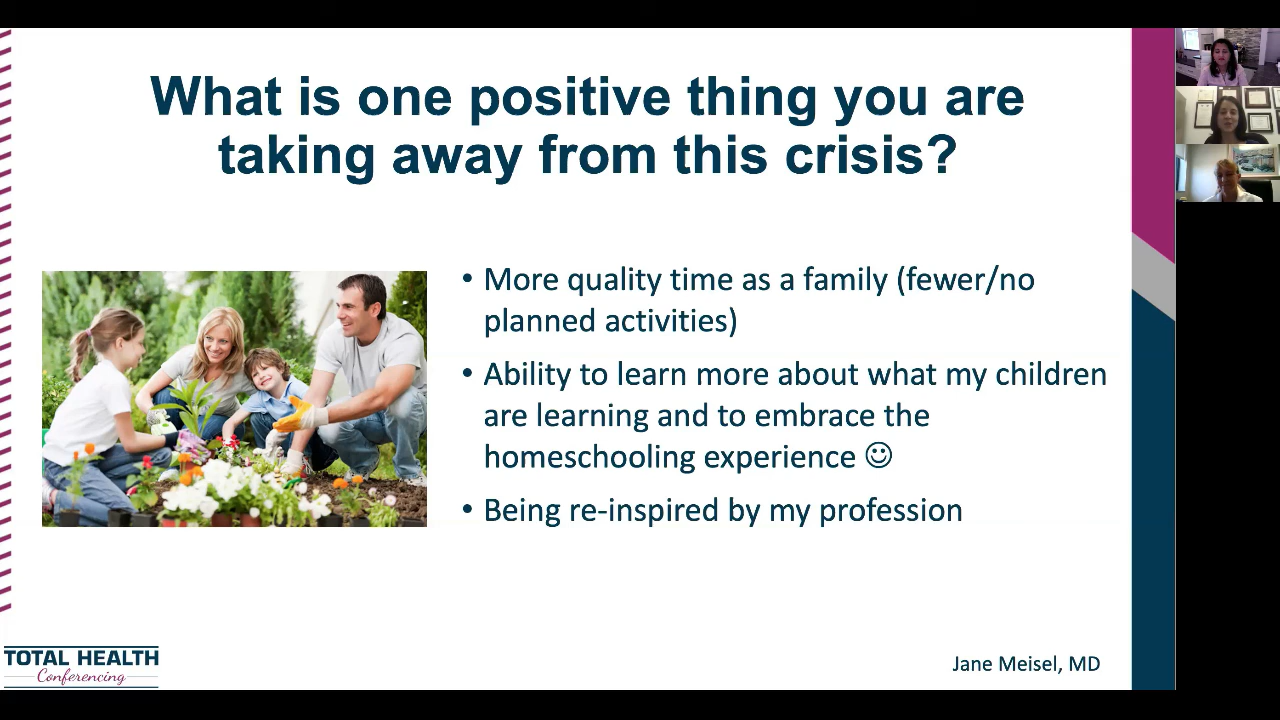 What is one positive thing you are
taking away from this crisis?
• More quality time as a family (fewer/no
planned activities)
• Ability to learn more about what my children
are learning and to embrace the
homeschooling experience ☺
• Being re-inspired by my profession
TOTAL HEALTH
Conferencing
Jane Meisel, MD